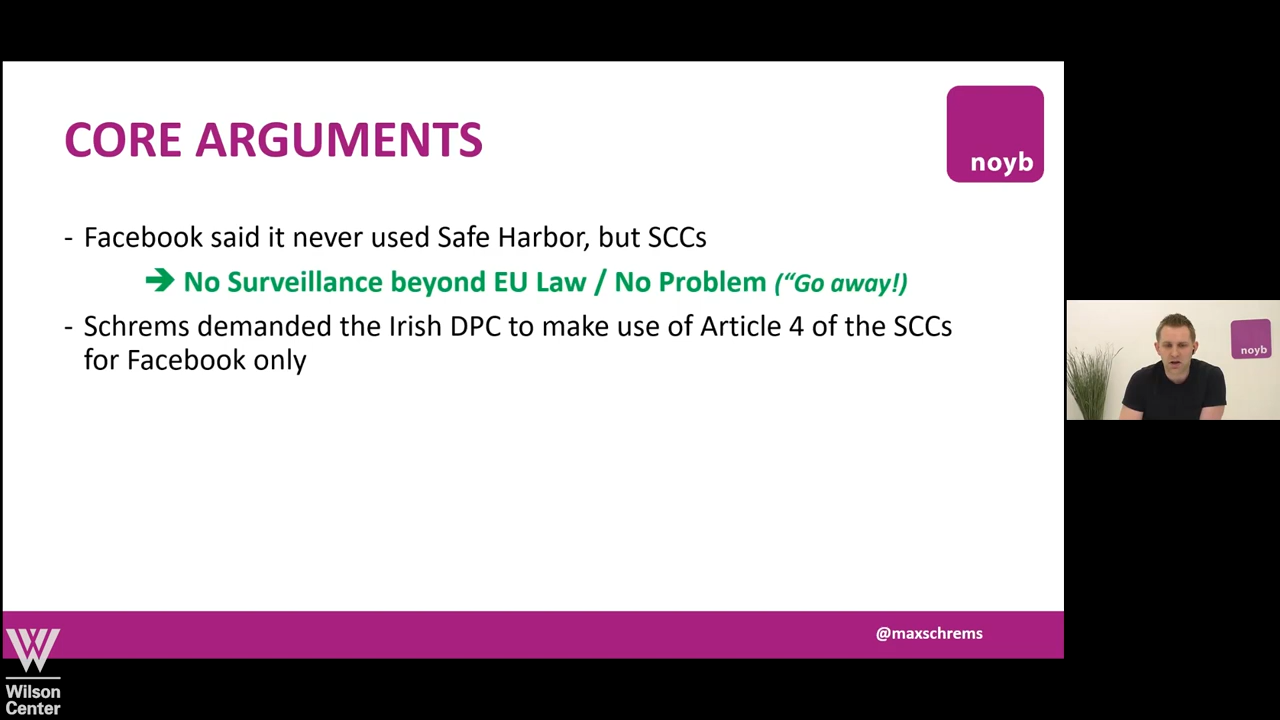 CORE ARGUMENTS
noyb
- Facebook said it never used Safe Harbor, but SCCs
➔ No Surveillance beyond EU Law / No Problem (“Go away!)
- Schrems demanded the Irish DPC to make use of Article 4 of the SCCs
for Facebook only
noyb
@maxschrems
W
Wilson
Center